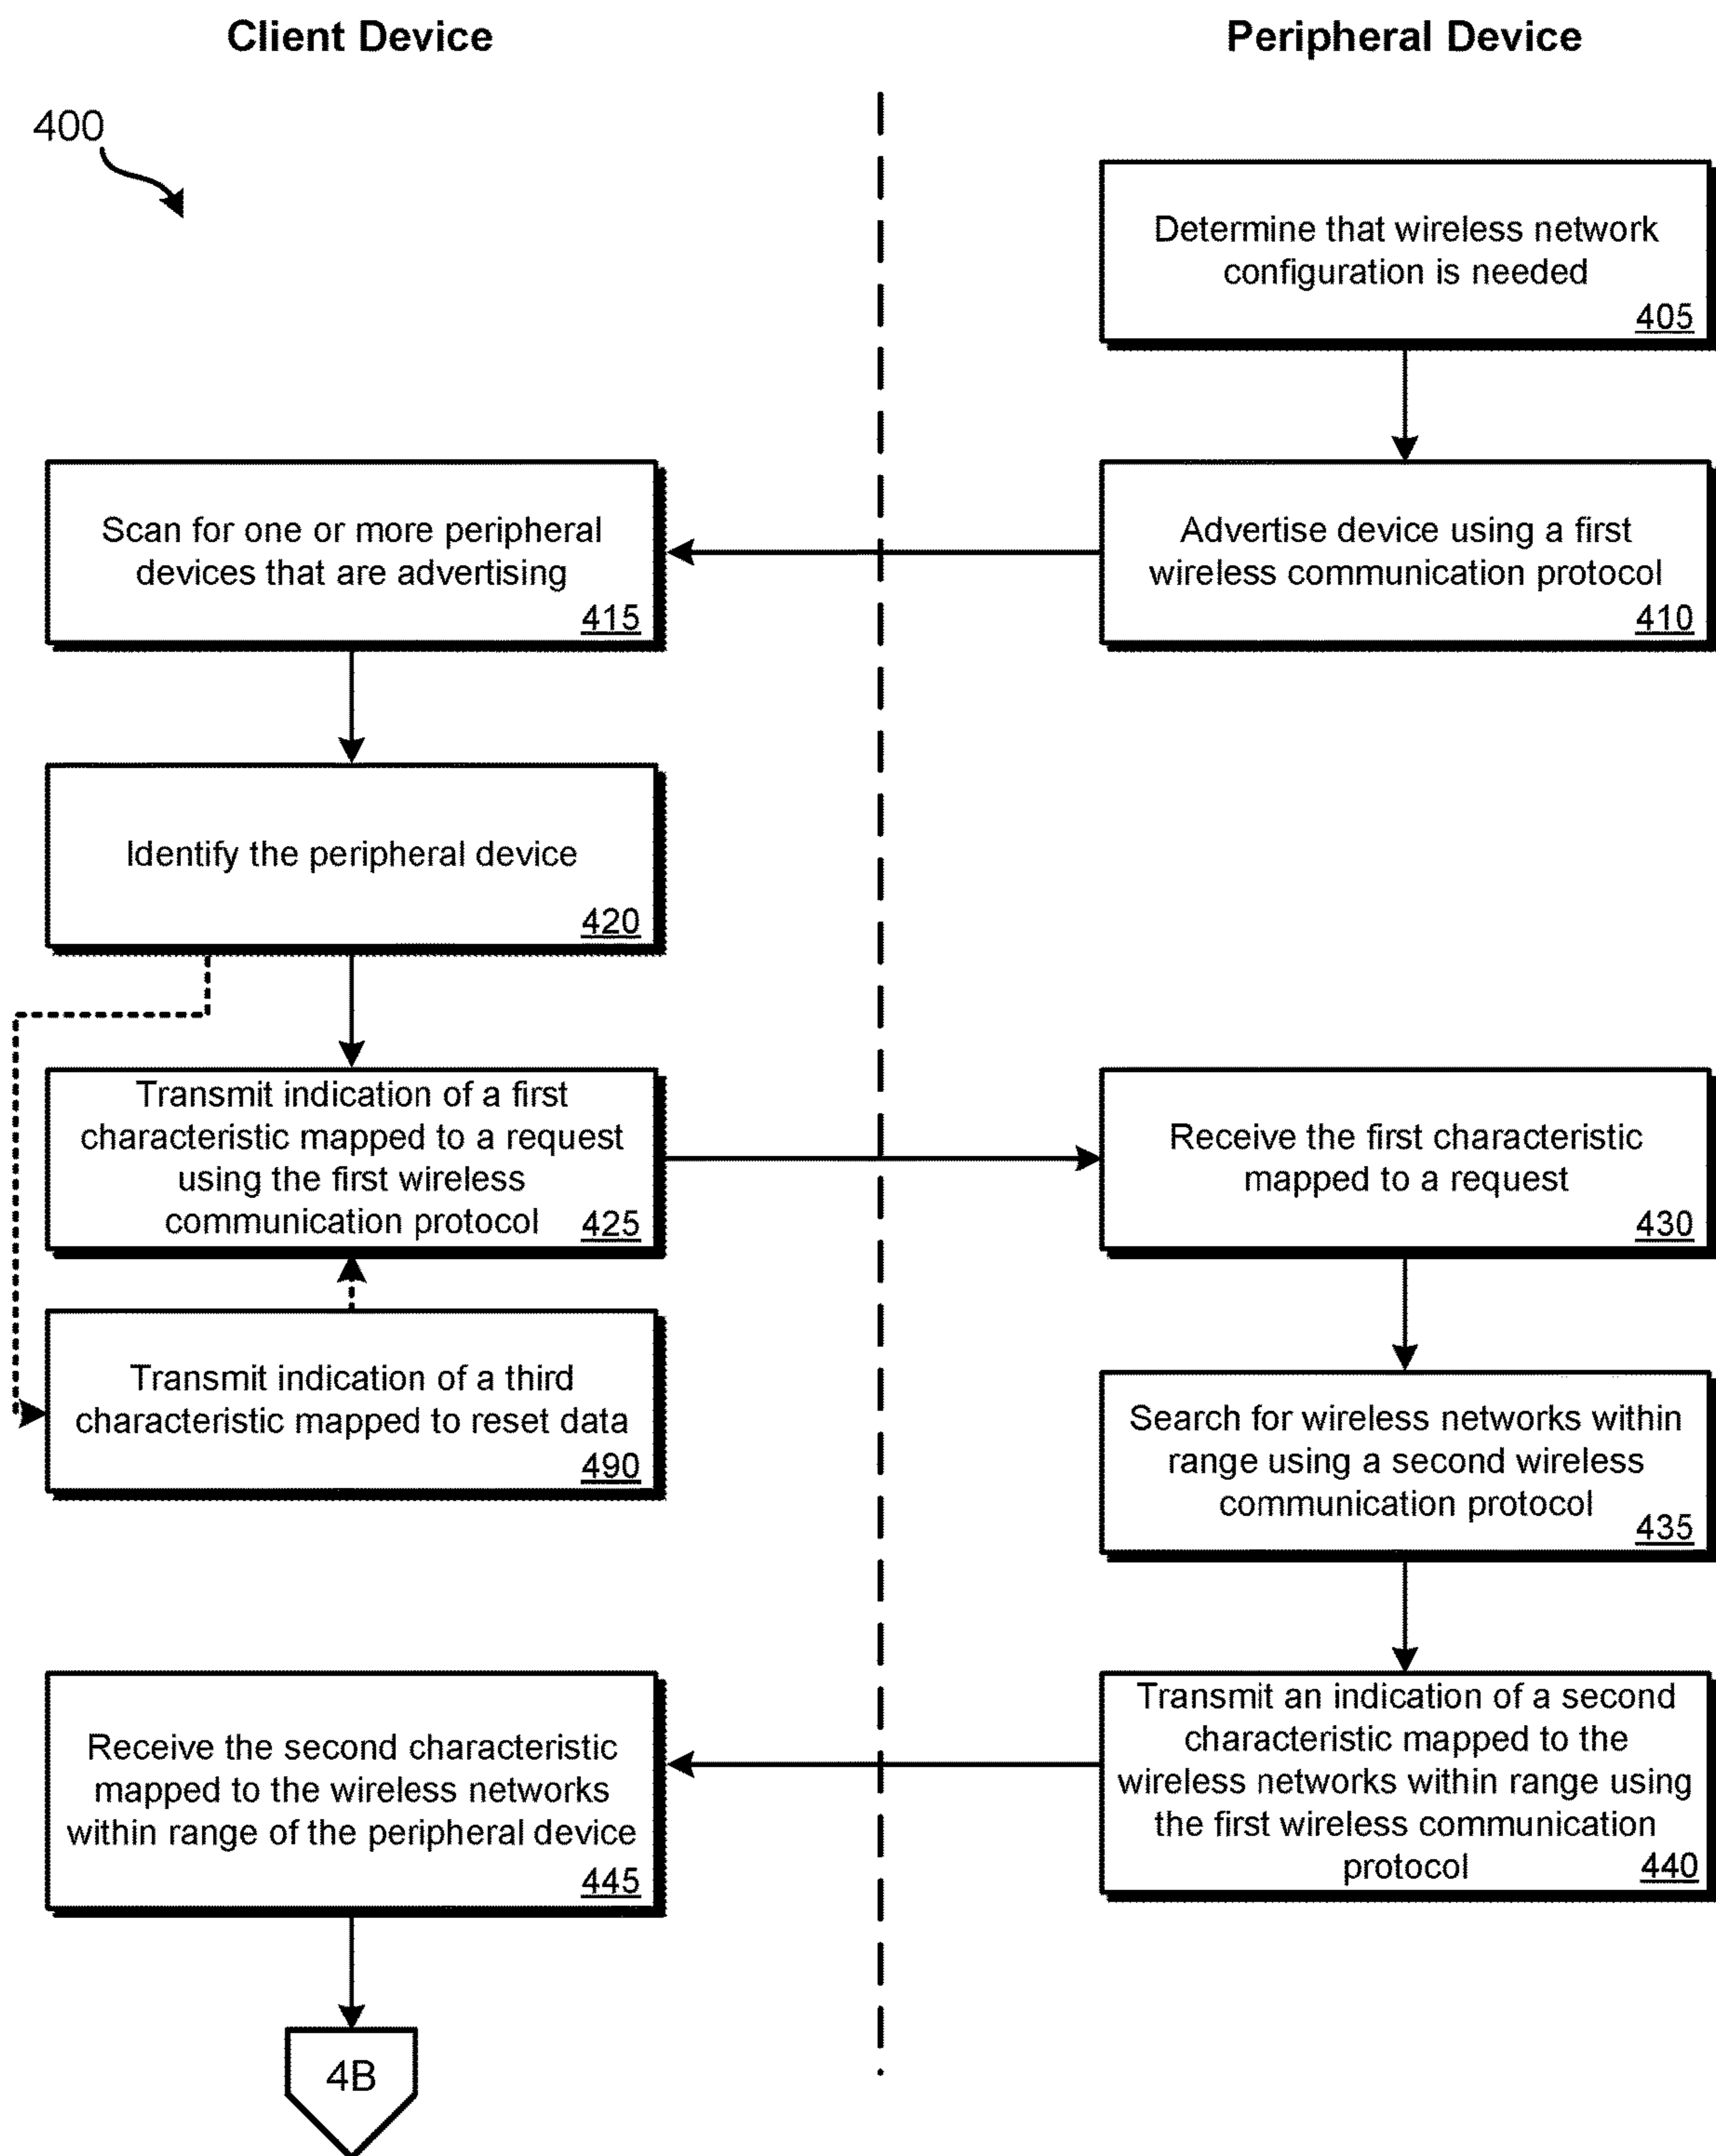 Client Device
Peripheral Device
400
Determine that wireless network
configuration is needed
405
Scan for one or more peripheral
devices that are advertising
415
Advertise device using a first
wireless communication protocol
410
Identify the peripheral device
420
Transmit indication of a first
characteristic mapped to a request
using the first wireless
communication protocol
425
Receive the first characteristic
mapped to a request
430
Transmit indication of a third
characteristic mapped to reset data
490
Search for wireless networks within
range using a second wireless
communication protocol
435
Receive the second characteristic
mapped to the wireless networks
within range of the peripheral device
445
Transmit an indication of a second
characteristic mapped to the
wireless networks within range using
the first wireless communication
protocol
440
4B